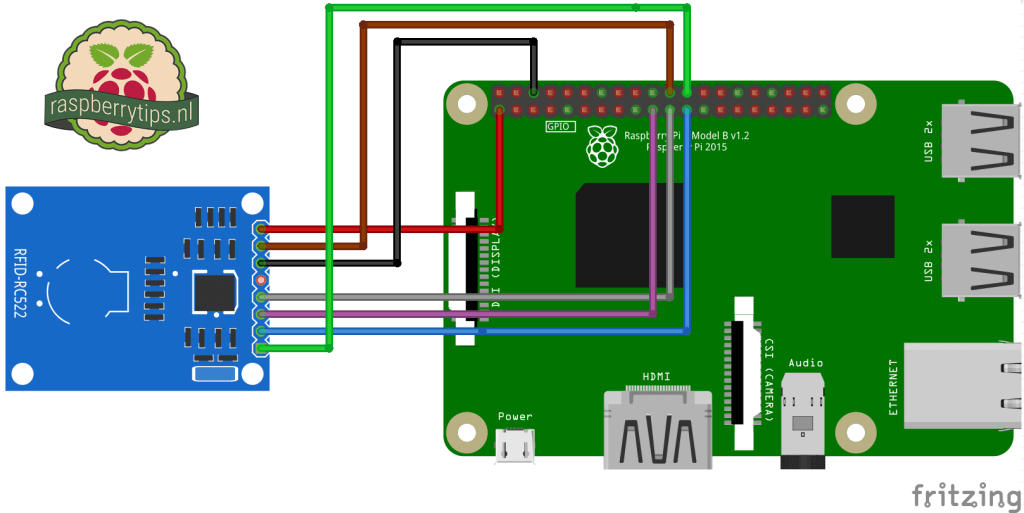 raspberrytips.nl
GPIO
Raspberry Pi Model B v1.2
Raspberry Pi 2015
USB 2x
USB 2x
RFID-RC522
DSI (DISPLAY)
CSI (CAMERA)
Audio
ETHERNET
HDMI
Power
fritzing